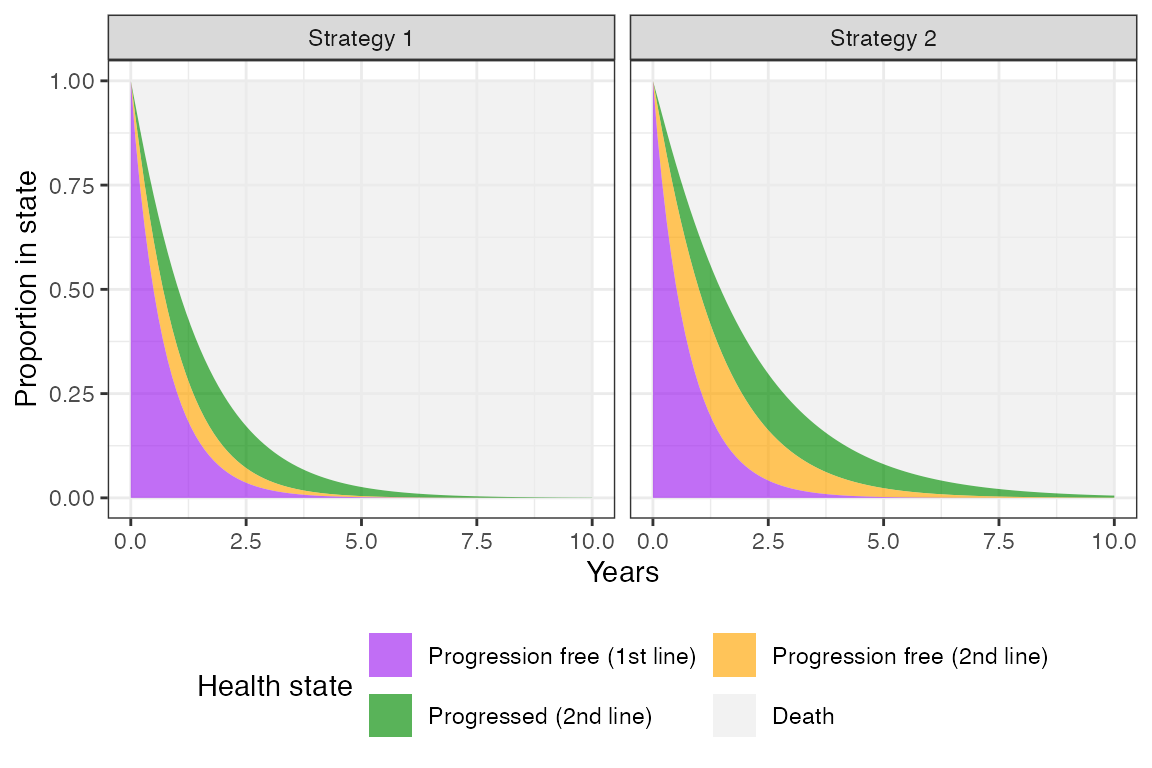 Strategy 1
Strategy 2
Proportion in state
1.00
0.75
0.50
0.25
0.00
0.0 2.5 5.0 7.5 10.0
0.0 2.5 5.0 7.5 10.0
Years
Health state
Progression free (1st line)
Progression free (2nd line)
Progressed (2nd line)
Death